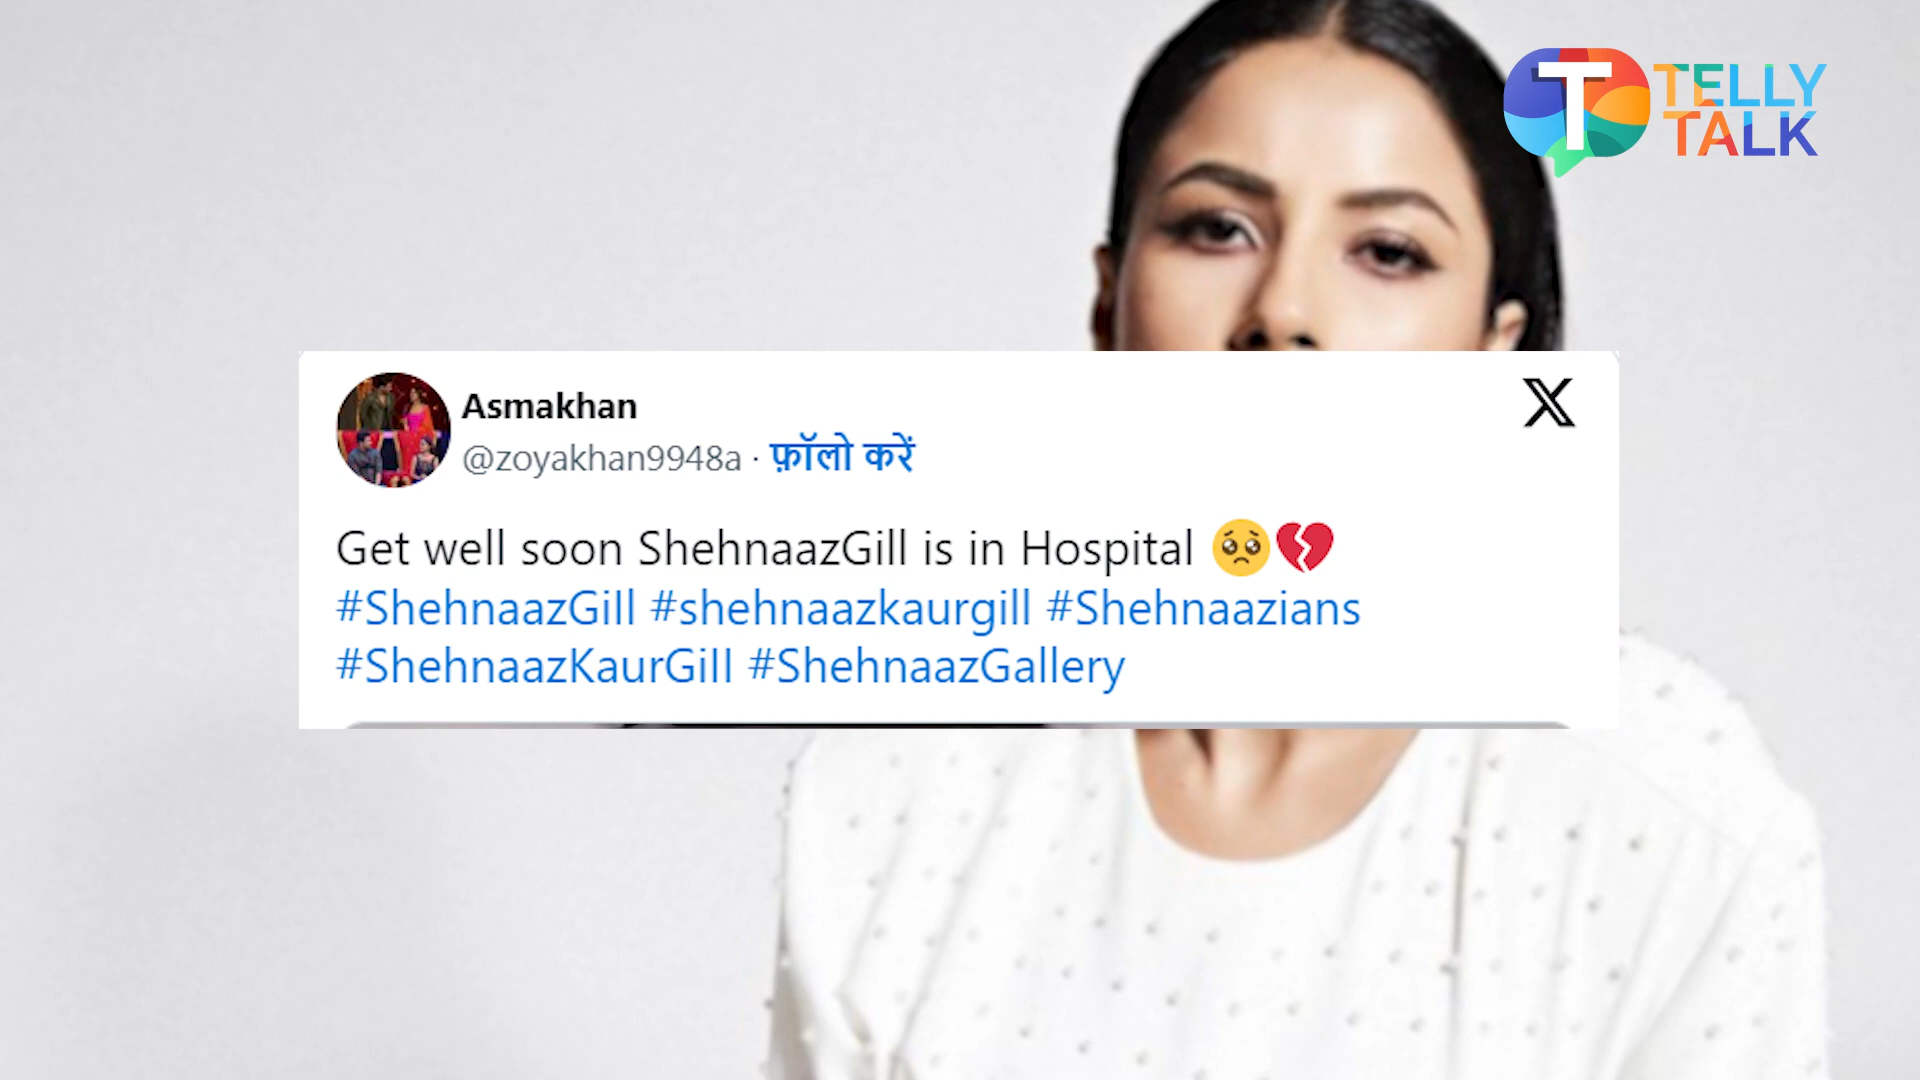 TELLY
TALK
Asmakhan
@zoyakhan9948a · फ़ॉलो करें
Get well soon ShehnaazGill is in Hospital 🥺💔
#ShehnaazGill #shehnaazkaurgill #Shehnaazians
#ShehnaazKaurGill #ShehnaazGallery